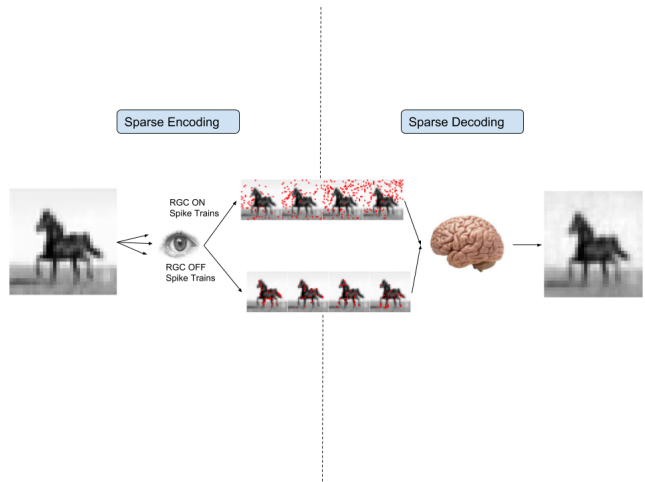 Sparse Encoding
Sparse Decoding
RGC ON
Spike Trains
RGC OFF
Spike Trains